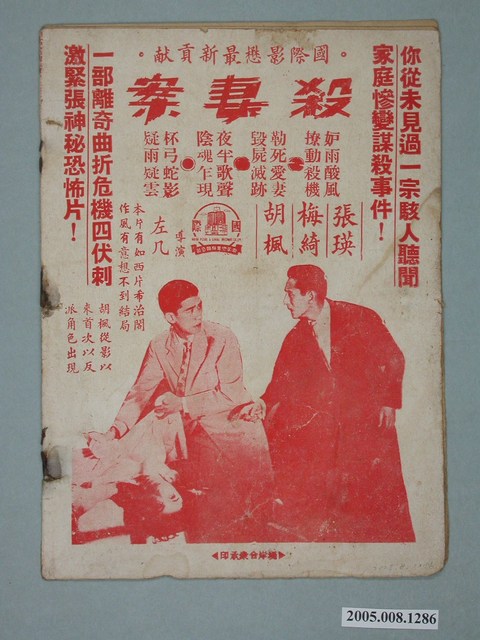 國際影懋最新貢献
殺妻案
你從未見過一宗駭人聽聞
家庭慘變謀殺事件！
一部離奇曲折危機四伏刺
激緊張神秘恐怖片！
妒雨酸風
撩動殺機
勒死愛妻
毀屍滅跡
夜半歌聲
陰魂乍現
杯弓蛇影
疑雨疑雲
張瑛
梅綺
胡楓
國際
導演
左几
本片有如西片希治閣
作風有意想不到結局
胡楓從影以
來首次以反
派角色出現
印承
2005.008.1286